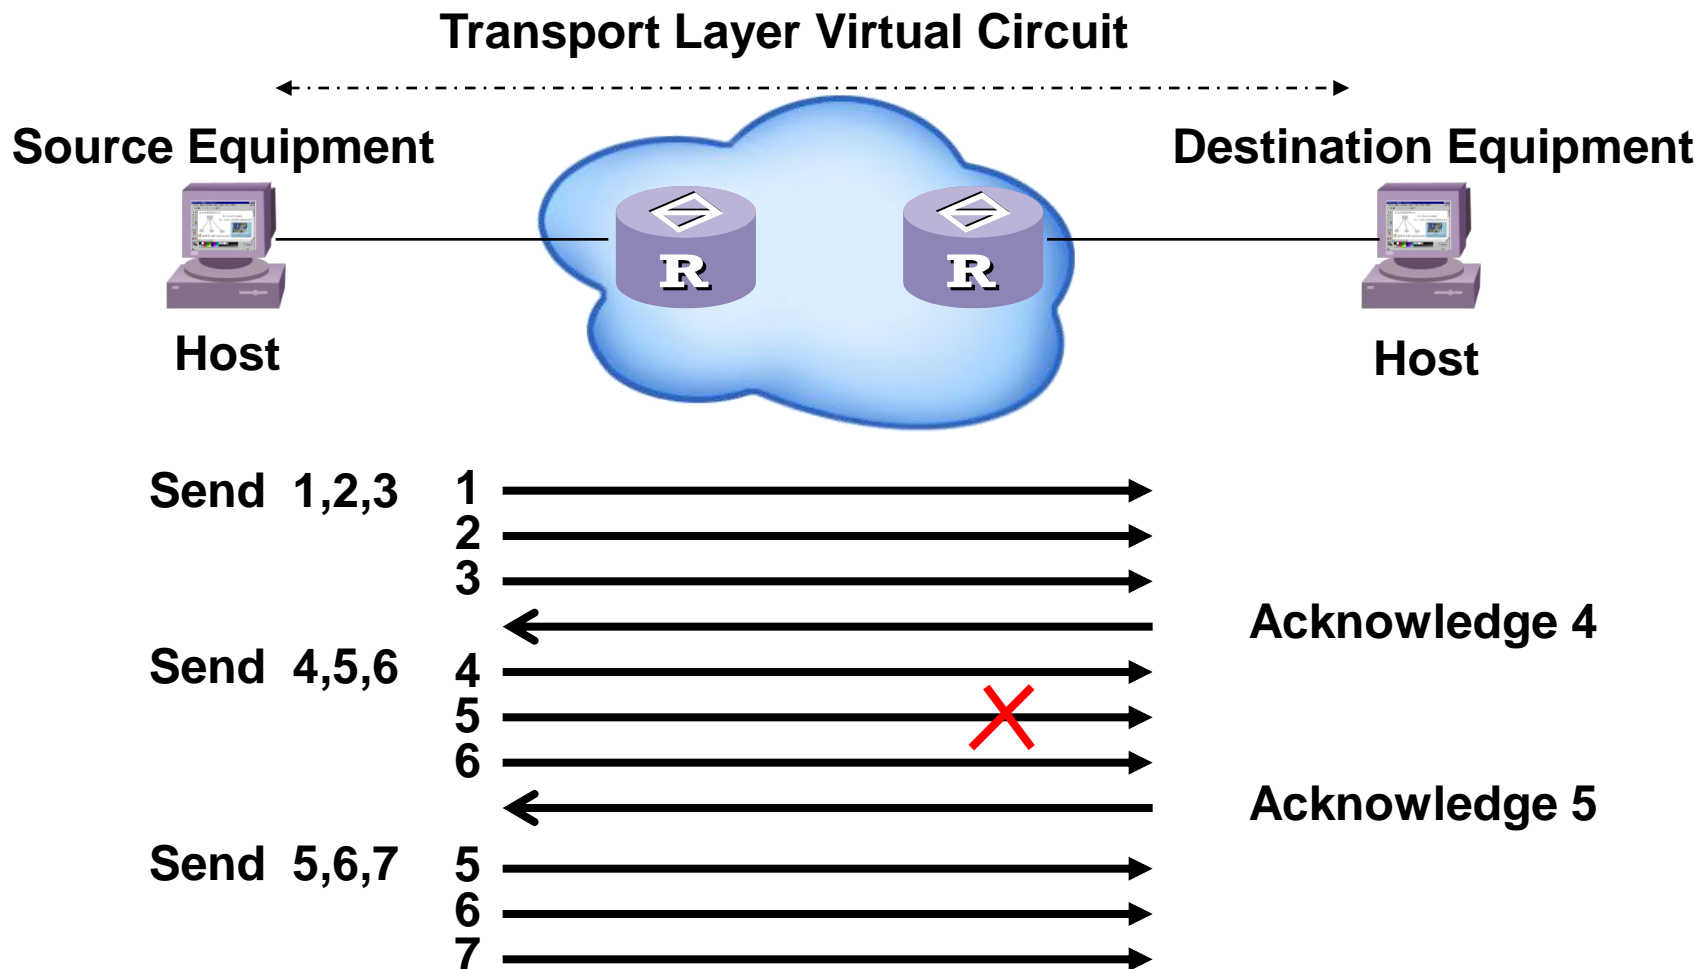 Transport Layer Virtual Circuit
Source Equipment
Destination Equipment
R
R
Host
Host
Send 1,2,3
1
2
3
Acknowledge 4
Send 4,5,6
4
5
6
Acknowledge 5
Send 5,6,7
5
6
7